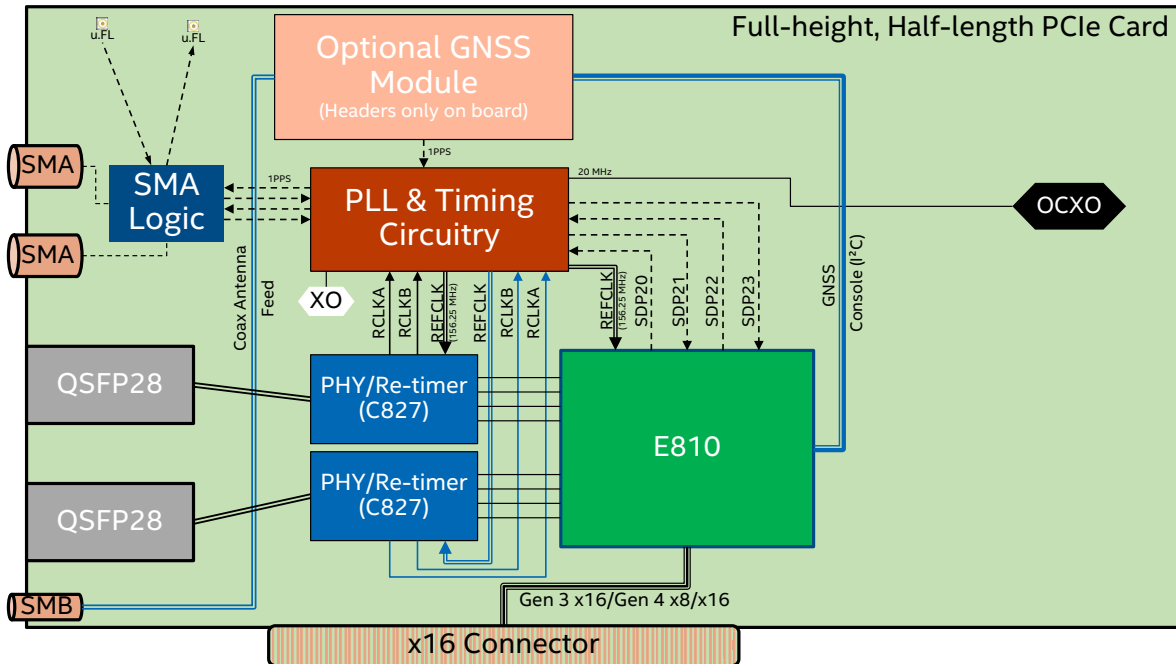 Full-height, Half-length PCIe Card
u.FL
u.FL
Optional GNSS
Module
(Headers only on board)
1PPS
SMA
SMA
Logic
1PPS
PLL & Timing
Circuitry
20 MHz
OCXO
SMA
XO
Coax Antenna
Feed
RCLKA
RCLKB
REFCLK
(156.25 MHz)
REFCLK
RCLKB
RCLKA
REFCLK
(156.25 MHz)
SDP20
SDP21
SDP22
SDP23
GNSS
Console (I²C)
QSFP28
PHY/Re-timer
(C827)
E810
QSFP28
PHY/Re-timer
(C827)
SMB
Gen 3 x16/Gen 4 x8/x16
x16 Connector